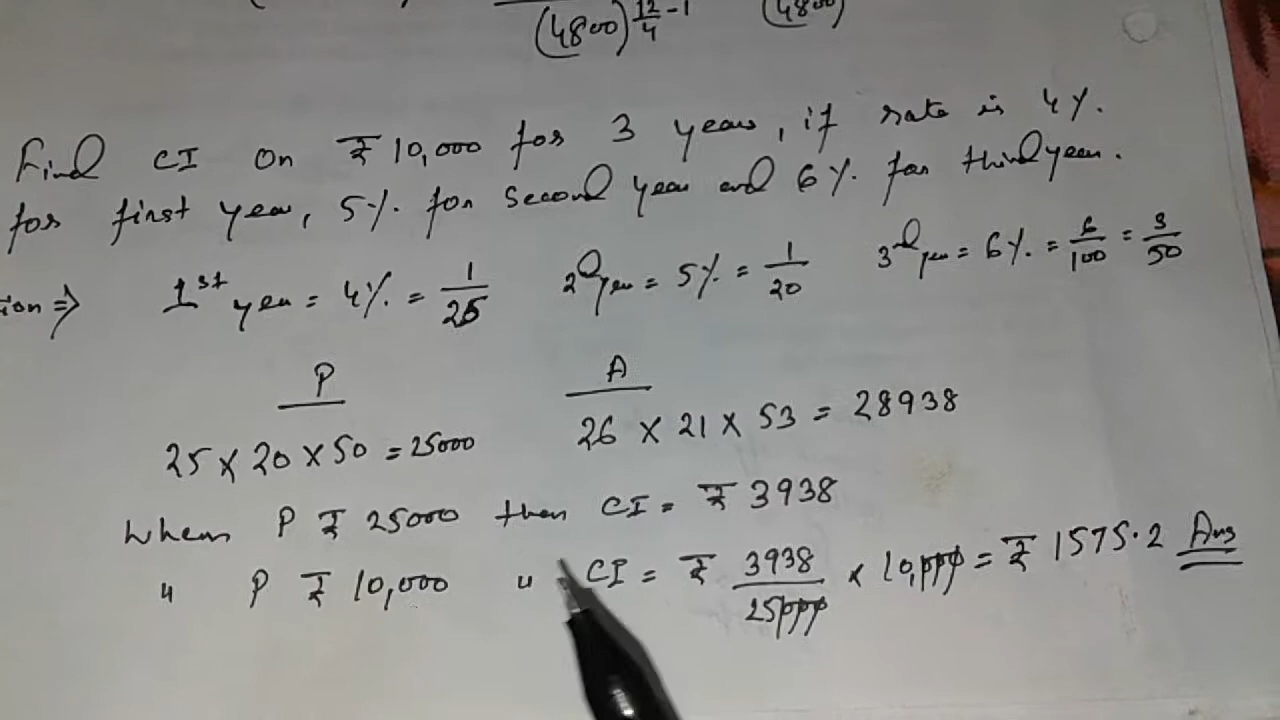 (4800)^(12/4 - 1) (4800)
Find CI on ₹ 10,000 for 3 years, if rate is 4%.
for first year, 5% for second year and 6% for third year.
ion ⇒ 1st year = 4% = 1/25 2nd year = 5% = 1/20 3rd year = 6% = 6/100 = 3/50
P A
25 × 20 × 50 = 25000 26 × 21 × 53 = 28938
When P ₹ 25000 then CI = ₹ 3938
" P ₹ 10,000 " CI = ₹ 3938/25000 × 10,000 = ₹ 1575.2 Ans